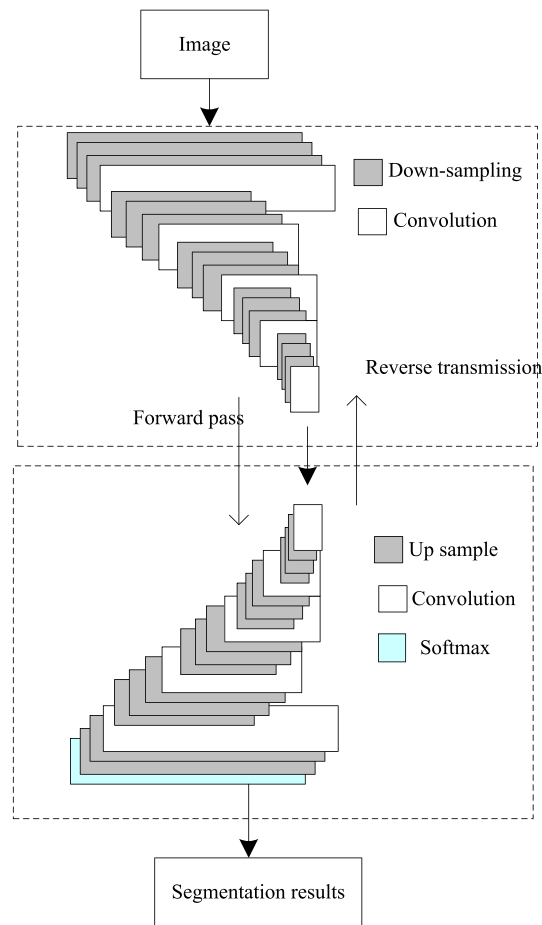 Image
Down-sampling
Convolution
Reverse transmission
Forward pass
Up sample
Convolution
Softmax
Segmentation results